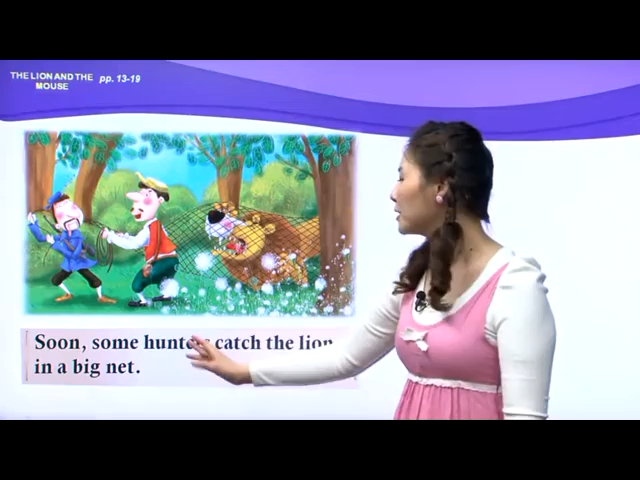 THE LION AND THE pp. 13-19
MOUSE
Soon, some hunters catch the lion
in a big net.